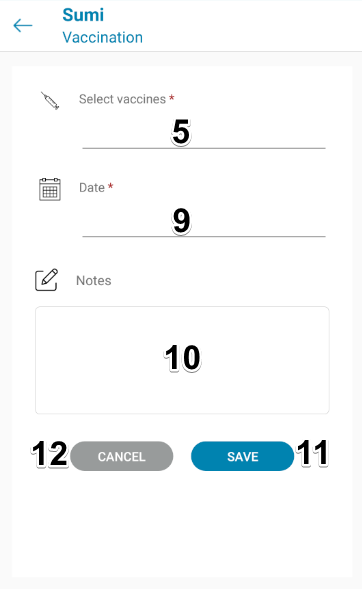 Sumi
Vaccination
Select vaccines *
5
Date *
9
Notes
10
12 CANCEL SAVE 11